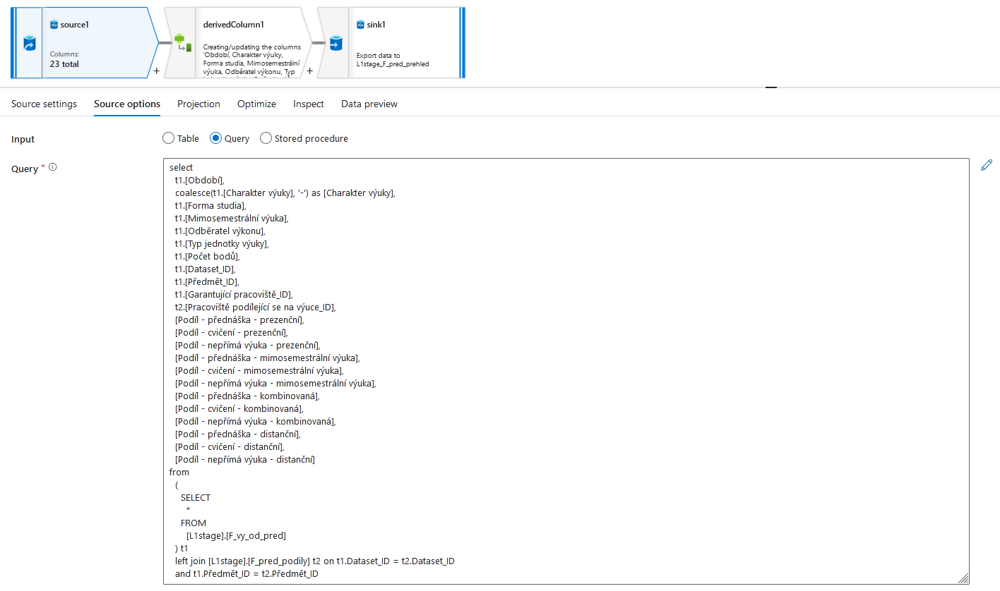 source1
Columns:
23 total
+
derivedColumn1
Creating/updating the columns
'Období, Charakter výuky,
Forma studia, Mimosemestrální
výuka, Odběratel výkonu, Typ
+
sink1
Export data to
L1stage_F_pred_prehled
Source settings
Source options
Projection
Optimize
Inspect
Data preview
Input
Table
Query
Stored procedure
Query *
select
t1.[Období],
coalesce(t1.[Charakter výuky], '-') as [Charakter výuky],
t1.[Forma studia],
t1.[Mimosemestrální výuka],
t1.[Odběratel výkonu],
t1.[Typ jednotky výuky],
t1.[Počet bodů],
t1.[Dataset_ID],
t1.[Předmět_ID],
t1.[Garantující pracoviště_ID],
t2.[Pracoviště podílející se na výuce_ID],
[Podíl - přednáška - prezenční],
[Podíl - cvičení - prezenční],
[Podíl - nepřímá výuka - prezenční],
[Podíl - přednáška - mimosemestrální výuka],
[Podíl - cvičení - mimosemestrální výuka],
[Podíl - nepřímá výuka - mimosemestrální výuka],
[Podíl - přednáška - kombinovaná],
[Podíl - cvičení - kombinovaná],
[Podíl - nepřímá výuka - kombinovaná],
[Podíl - přednáška - distanční],
[Podíl - cvičení - distanční],
[Podíl - nepřímá výuka - distanční]
from
(
SELECT
*
FROM
[L1stage].[F_vy_od_pred]
) t1
left join [L1stage].[F_pred_podily] t2 on t1.Dataset_ID = t2.Dataset_ID
and t1.Předmět_ID = t2.Předmět_ID